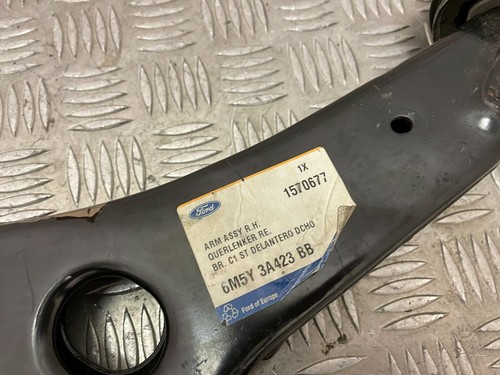 1X
1570677
Ford
ARM ASSY R.H.
QUERLENKER RE.
BR. C1 ST DELANTERO DCHO
6M5Y 3A423 BB
Ford of Europe